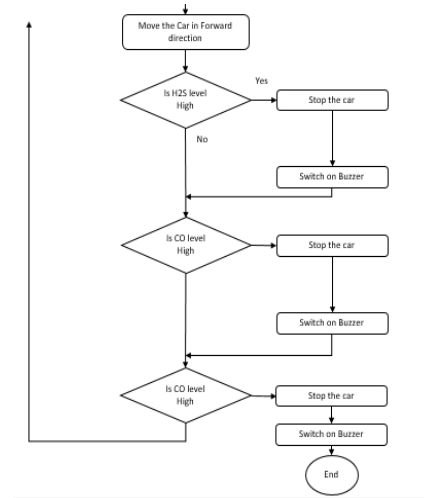 Move the Car in Forward
direction
Is H2S level
High
Yes
Stop the car
No
Switch on Buzzer
Is CO level
High
Stop the car
Switch on Buzzer
Is CO level
High
Stop the car
Switch on Buzzer
End